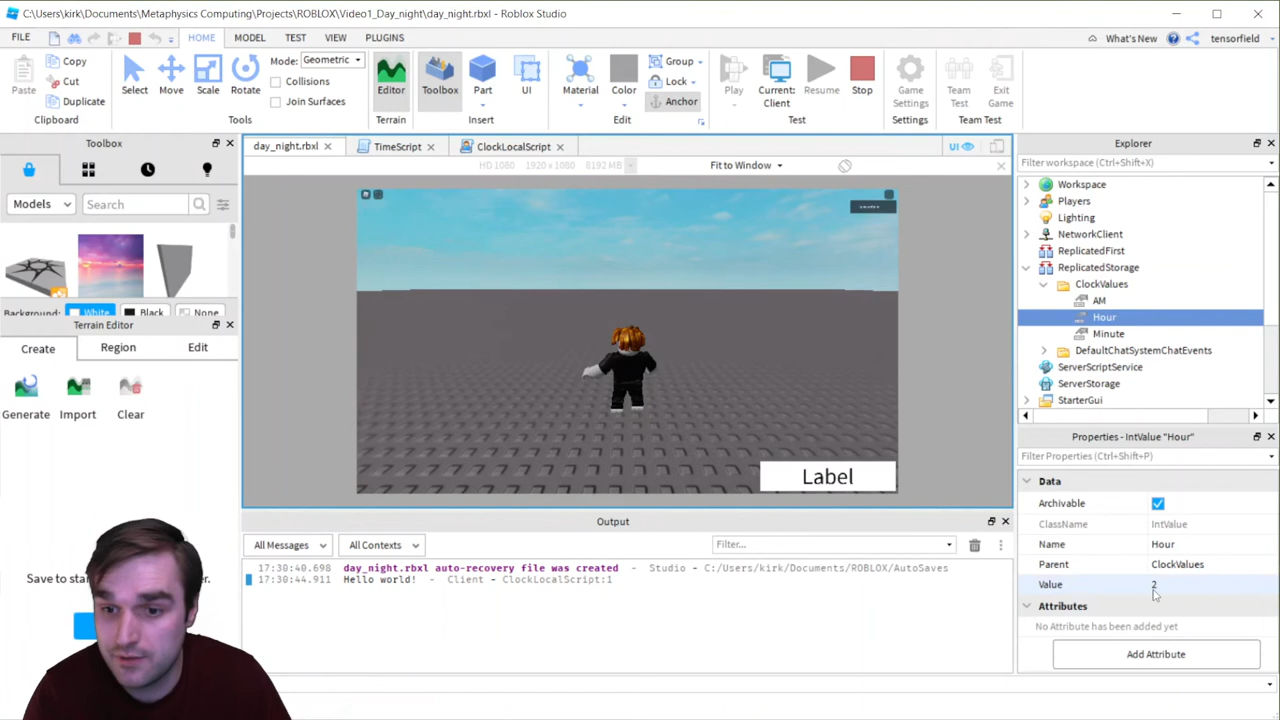 C:\Users\kirk\Documents\Metaphysics Computing\Projects\ROBLOX\Video1_Day_night\day_night.rbxl - Roblox Studio
FILE HOME MODEL TEST VIEW PLUGINS What's New tensorfield
Paste Copy Cut Duplicate Clipboard
Select Move Scale Rotate Mode: Geometric Collisions Join Surfaces Tools
Editor Terrain
Toolbox Part UI Insert
Material Color Group Lock Anchor Edit
Play Current: Client Resume Stop Test
Game Settings Settings
Team Test Exit Game Team Test
Toolbox
Models Search
Background: White Black None
Terrain Editor
Create Region Edit
Generate Import Clear
Save to sta
day_night.rbxl TimeScript ClockLocalScript UI
HD 1080 1920 x 1080 8192 MB Fit to Window
Label
Output
All Messages All Contexts Filter...
17:30:40.698 day_night.rbxl auto-recovery file was created - Studio - C:/Users/kirk/Documents/ROBLOX/AutoSaves
17:30:44.911 Hello world! - Client - ClockLocalScript:1
Explorer
Filter workspace (Ctrl+Shift+X)
Workspace
Players
Lighting
NetworkClient
ReplicatedFirst
ReplicatedStorage
ClockValues
AM
Hour
Minute
DefaultChatSystemChatEvents
ServerScriptService
ServerStorage
StarterGui
Properties - IntValue "Hour"
Filter Properties (Ctrl+Shift+P)
Data
Archivable
ClassName IntValue
Name Hour
Parent ClockValues
Value 2
Attributes
No Attribute has been added yet
Add Attribute